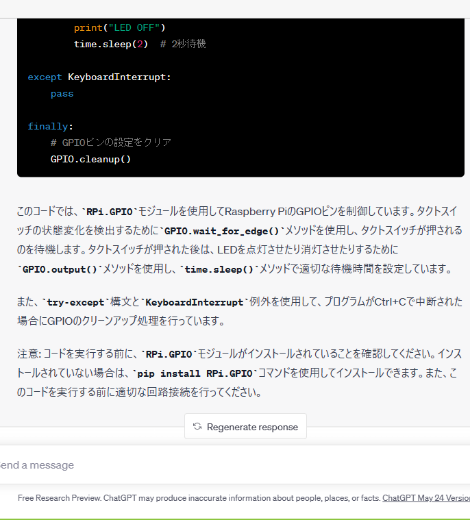 print("LED OFF")
time.sleep(2)  # 2秒待機
except KeyboardInterrupt:
pass
finally:
# GPIOピンの設定をクリア
GPIO.cleanup()
このコードでは、`RPi.GPIO`モジュールを使用してRaspberry PiのGPIOピンを制御しています。タクトスイ
ッチの状態変化を検出するために`GPIO.wait_for_edge()`メソッドを使用し、タクトスイッチが押される
のを待機します。タクトスイッチが押された後は、LEDを点灯させたり消灯させたりするために
`GPIO.output()`メソッドを使用し、`time.sleep()`メソッドで適切な待機時間を設定しています。
また、`try-except`構文と`KeyboardInterrupt`例外を使用して、プログラムがCtrl+Cで中断された
場合にGPIOのクリーンアップ処理を行っています。
注意: コードを実行する前に、`RPi.GPIO`モジュールがインストールされていることを確認してください。インス
トールされていない場合は、`pip install RPi.GPIO`コマンドを使用してインストールできます。また、こ
のコードを実行する前に適切な回路接続を行ってください。
Regenerate response
end a message
Free Research Preview. ChatGPT may produce inaccurate information about people, places, or facts. ChatGPT May 24 Version